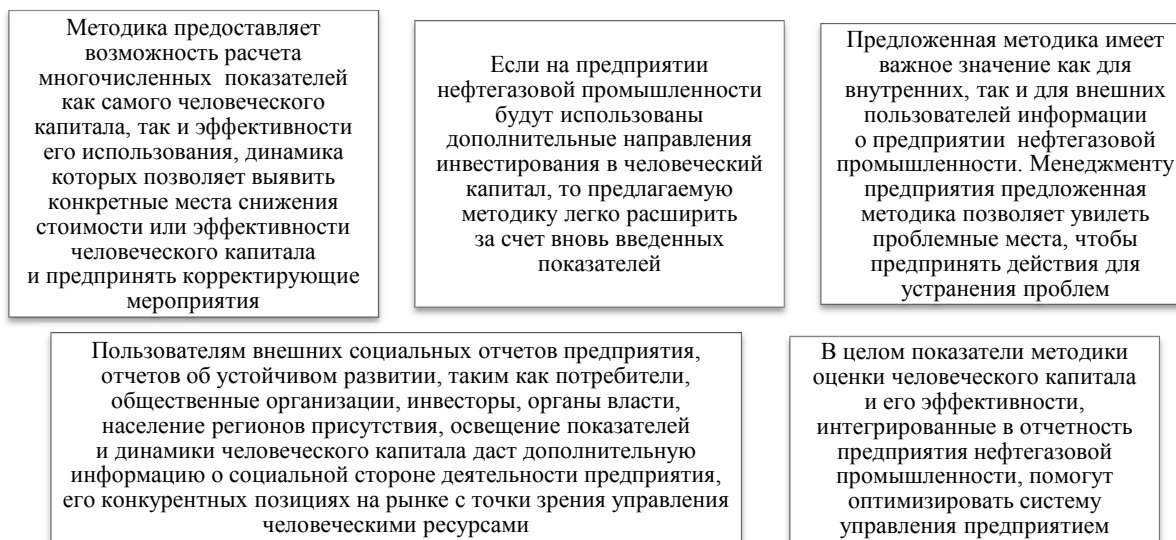 Методика предоставляет
возможность расчета
многочисленных показателей
как самого человеческого
капитала, так и эффективности
его использования, динамика
которых позволяет выявить
конкретные места снижения
стоимости или эффективности
человеческого капитала
и предпринять корректирующие
мероприятия
Если на предприятии
нефтегазовой промышленности
будут использованы
дополнительные направления
инвестирования в человеческий
капитал, то предлагаемую
методику легко расширить
за счет вновь введенных
показателей
Предложенная методика имеет
важное значение как для
внутренних, так и для внешних
пользователей информации
о предприятии нефтегазовой
промышленности. Менеджменту
предприятия предложенная
методика позволяет увилеть
проблемные места, чтобы
предпринять действия для
устранения проблем
Пользователям внешних социальных отчетов предприятия,
отчетов об устойчивом развитии, таким как потребители,
общественные организации, инвесторы, органы власти,
население регионов присутствия, освещение показателей
и динамики человеческого капитала даст дополнительную
информацию о социальной стороне деятельности предприятия,
его конкурентных позициях на рынке с точки зрения управления
человеческими ресурсами
В целом показатели методики
оценки человеческого капитала
и его эффективности,
интегрированные в отчетность
предприятия нефтегазовой
промышленности, помогут
оптимизировать систему
управления предприятием